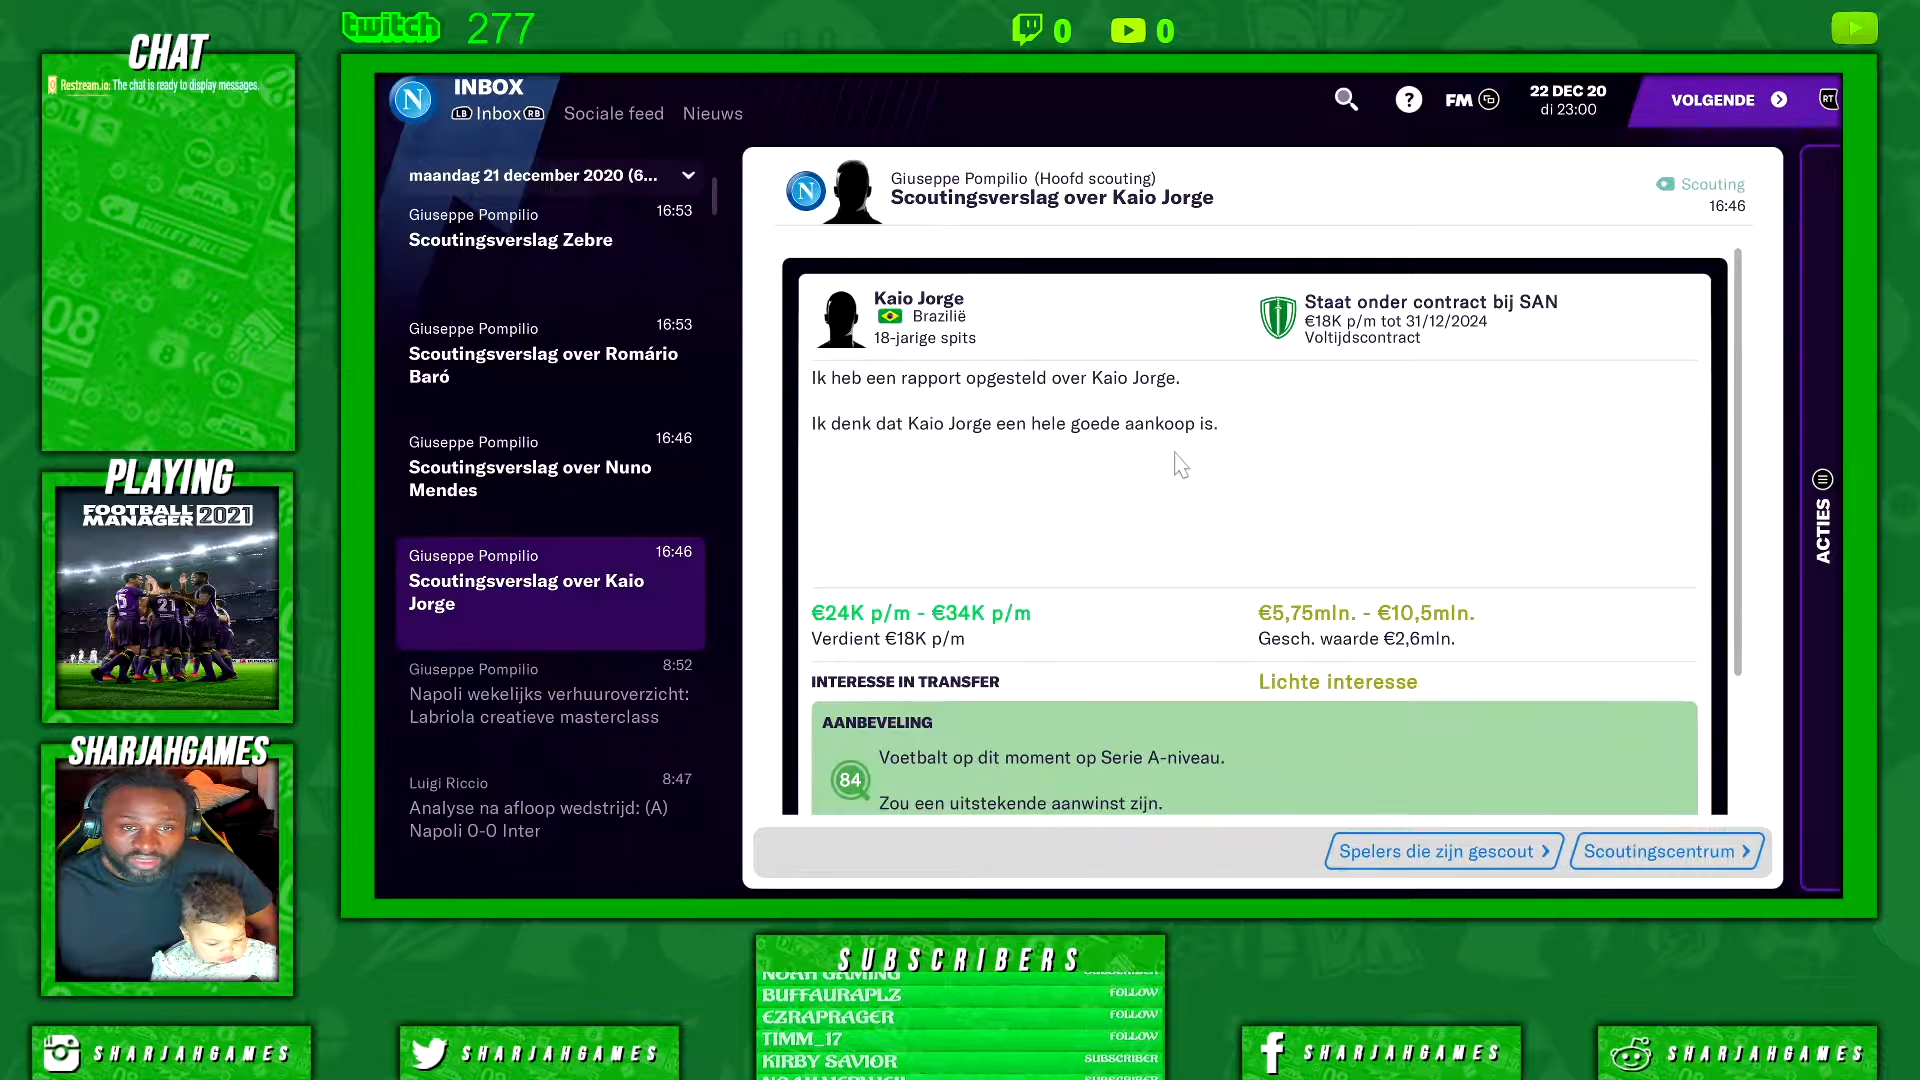 CHAT
Restream.io: The chat is ready to display messages.
twitch 277
0
0
N
INBOX
LB Inbox RB
Sociale feed
Nieuws
?
FM
22 DEC 20
di 23:00
VOLGENDE
RT
maandag 21 december 2020 (6...
Giuseppe Pompilio
16:53
Scoutingsverslag Zebre
Giuseppe Pompilio
16:53
Scoutingsverslag over Romário
Baró
Giuseppe Pompilio
16:46
Scoutingsverslag over Nuno
Mendes
Giuseppe Pompilio
16:46
Scoutingsverslag over Kaio
Jorge
Giuseppe Pompilio
8:52
Napoli wekelijks verhuuroverzicht:
Labriola creatieve masterclass
Luigi Riccio
8:47
Analyse na afloop wedstrijd: (A)
Napoli 0-0 Inter
N
Giuseppe Pompilio (Hoofd scouting)
Scoutingsverslag over Kaio Jorge
Scouting
16:46
Kaio Jorge
Brazilië
18-jarige spits
Staat onder contract bij SAN
€18K p/m tot 31/12/2024
Voltijdscontract
Ik heb een rapport opgesteld over Kaio Jorge.
Ik denk dat Kaio Jorge een hele goede aankoop is.
€24K p/m - €34K p/m
Verdient €18K p/m
€5,75mln. - €10,5mln.
Gesch. waarde €2,6mln.
INTERESSE IN TRANSFER
Lichte interesse
AANBEVELING
84
Voetbalt op dit moment op Serie A-niveau.
Zou een uitstekende aanwinst zijn.
Spelers die zijn gescout
Scoutingscentrum
ACTIES
PLAYING
FOOTBALL
MANAGER 2021
SHARJAHGAMES
SUBSCRIBERS
NOAH GAMING SUBSCRIBER
BUFFAURAPLZ FOLLOW
EZRAPRAGER FOLLOW
TIMM_17 FOLLOW
KIRBY SAVIOR SUBSCRIBER
SHARJAHGAMES
SHARJAHGAMES
SHARJAHGAMES
SHARJAHGAMES